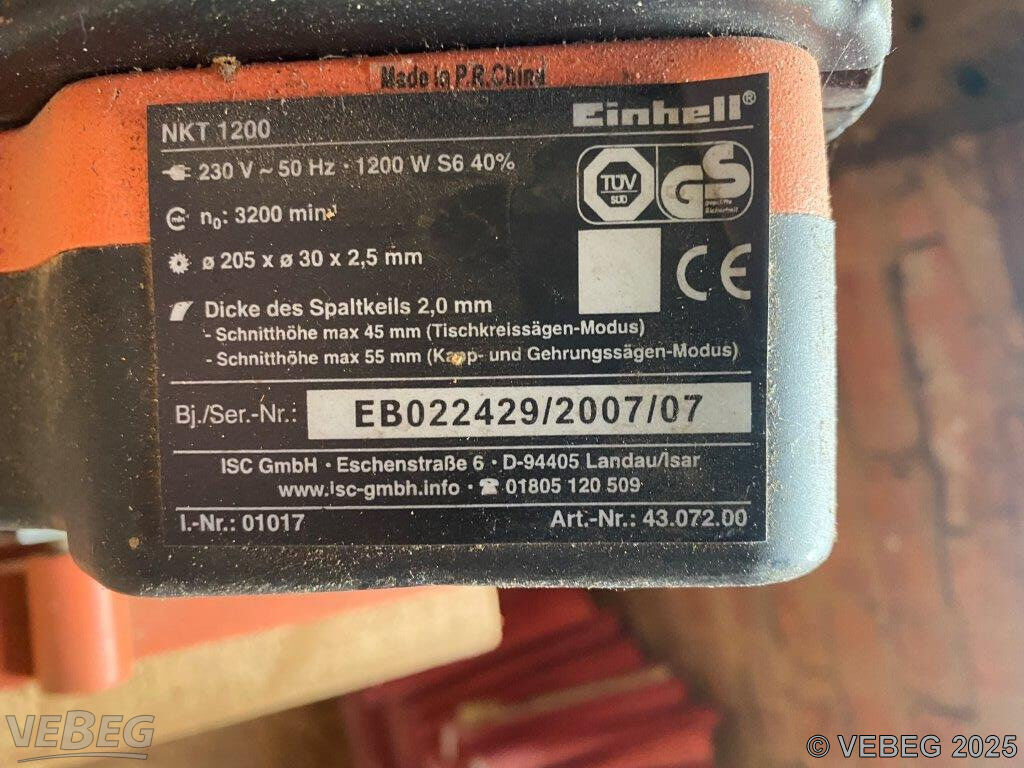 Made in P.R.China
NKT 1200
Einhell®
230 V ~ 50 Hz · 1200 W S6 40%
TÜV
SÜD
GS
geprüfte
Sicherheit
n0: 3200 min-1
ø 205 x ø 30 x 2,5 mm
CE
Dicke des Spaltkeils 2,0 mm
- Schnitthöhe max 45 mm (Tischkreissägen-Modus)
- Schnitthöhe max 55 mm (Kapp- und Gehrungssägen-Modus)
Bj./Ser.-Nr.: EB022429/2007/07
ISC GmbH · Eschenstraße 6 · D-94405 Landau/Isar
www.isc-gmbh.info · ☎ 01805 120 509
I.-Nr.: 01017
Art.-Nr.: 43.072.00
VEBEG
© VEBEG 2025